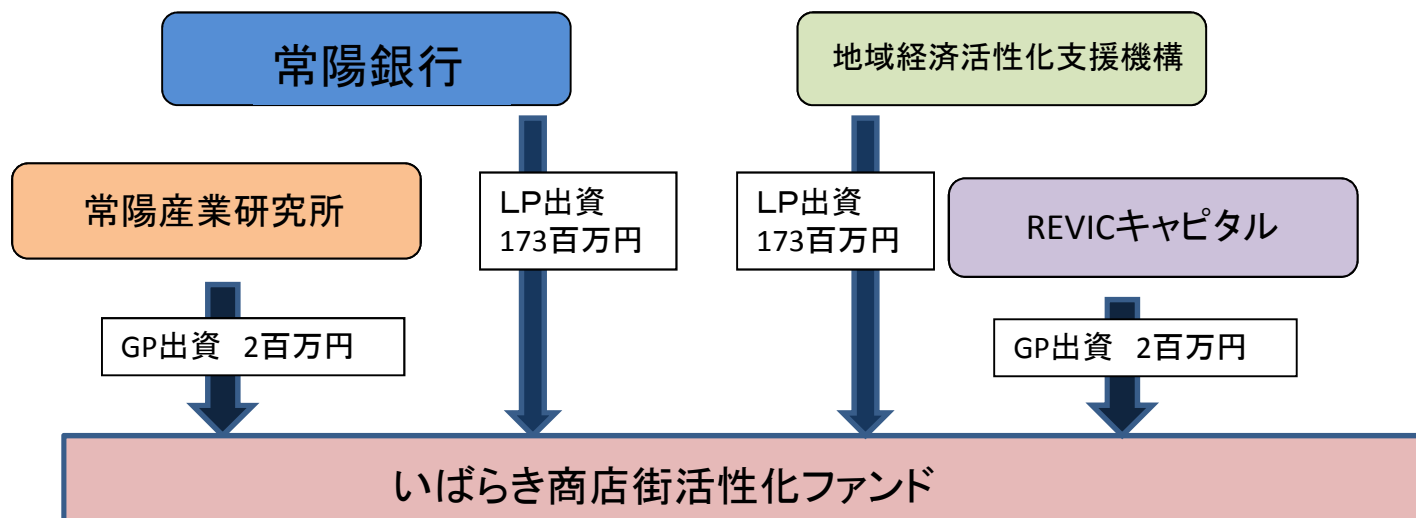 常陽銀行
地域経済活性化支援機構
常陽産業研究所
LP出資
173百万円
LP出資
173百万円
REVICキャピタル
GP出資 2百万円
GP出資 2百万円
いばらき商店街活性化ファンド